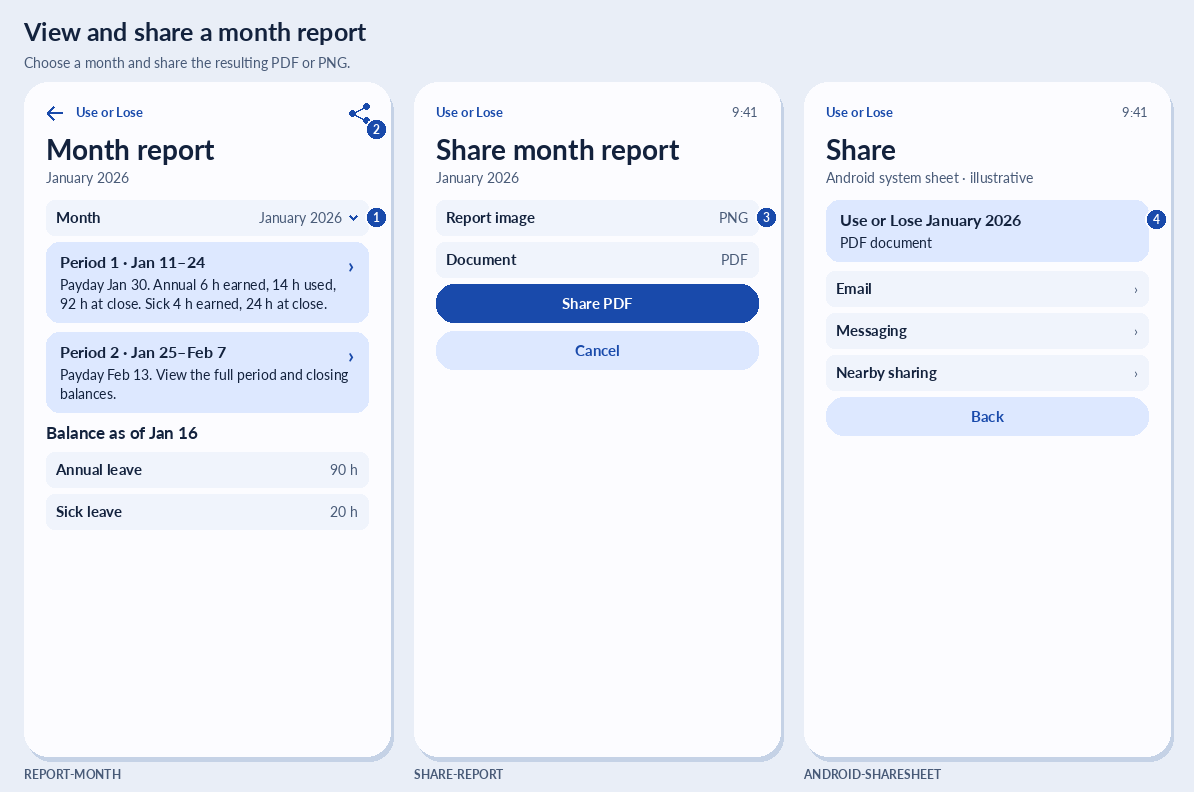 View and share a month report
Choose a month and share the resulting PDF or PNG.
Use or Lose
2
Month report
January 2026
Month January 2026 1
Period 1 · Jan 11–24 ›
Payday Jan 30. Annual 6 h earned, 14 h used,
92 h at close. Sick 4 h earned, 24 h at close.
Period 2 · Jan 25–Feb 7 ›
Payday Feb 13. View the full period and closing
balances.
Balance as of Jan 16
Annual leave 90 h
Sick leave 20 h
REPORT-MONTH
Use or Lose 9:41
Share month report
January 2026
Report image PNG 3
Document PDF
Share PDF
Cancel
SHARE-REPORT
Use or Lose 9:41
Share
Android system sheet · illustrative
Use or Lose January 2026 4
PDF document
Email ›
Messaging ›
Nearby sharing ›
Back
ANDROID-SHARESHEET